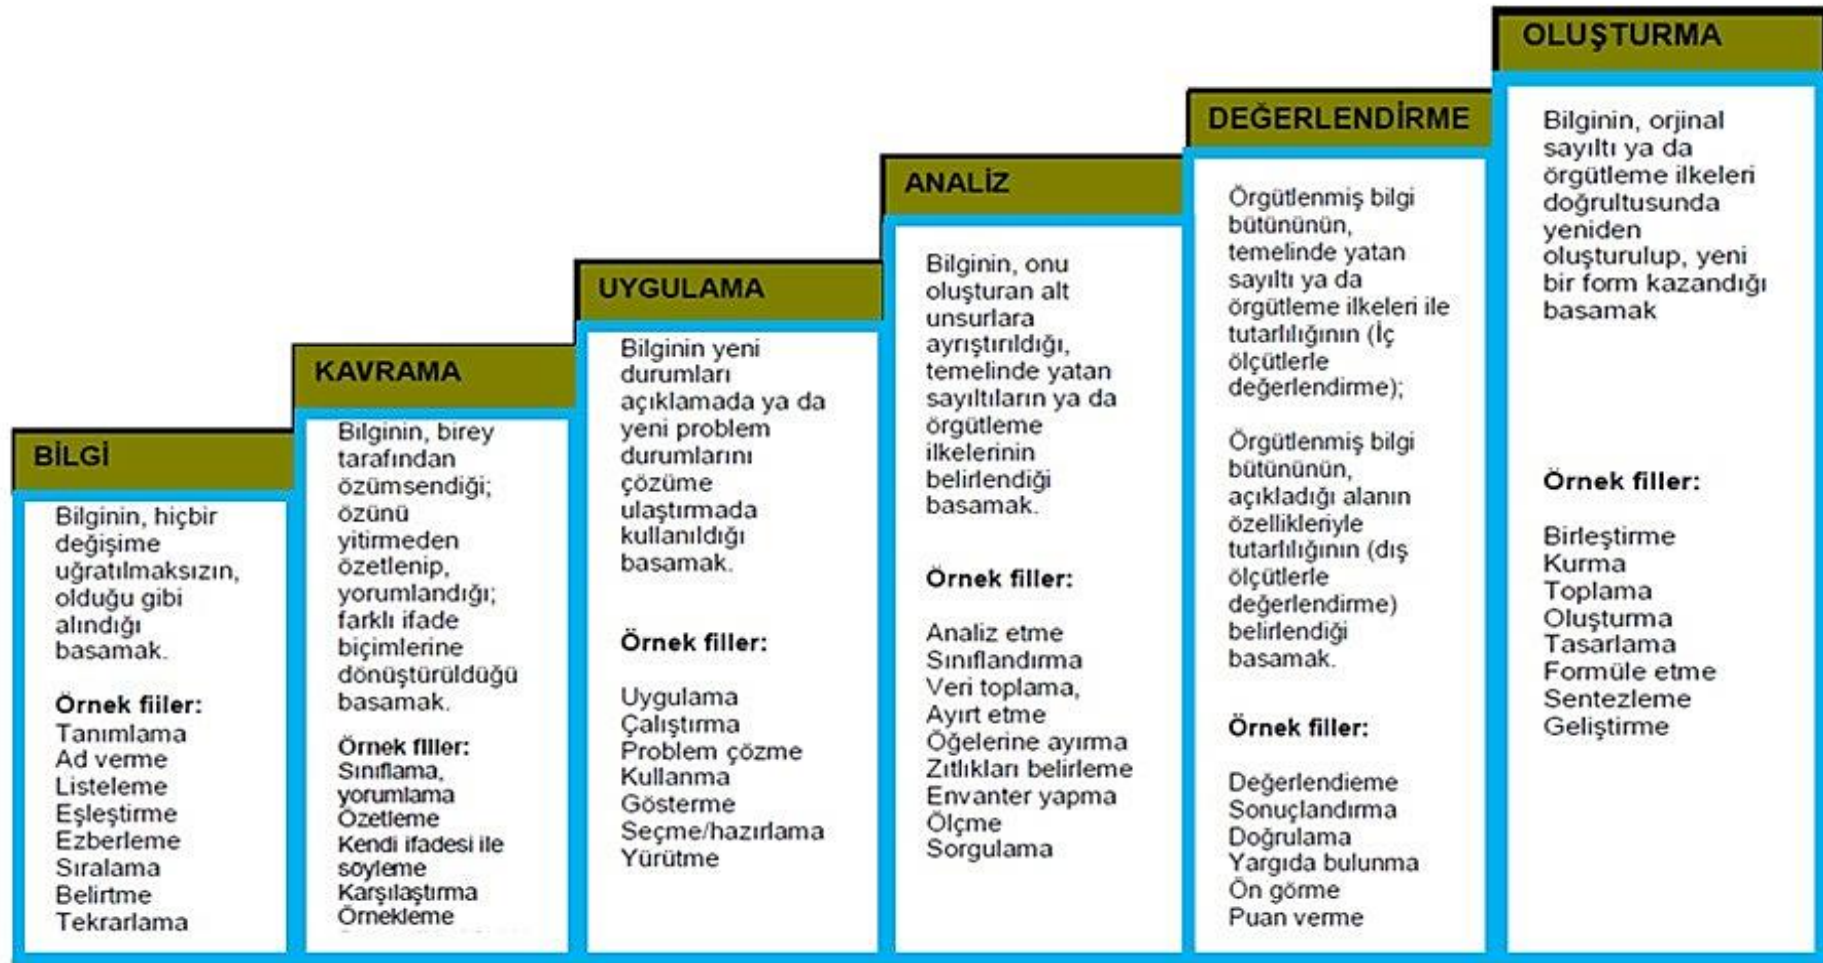 BİLGİ
Bilginin, hiçbir
değişime
uğratılmaksızın,
olduğu gibi
alındığı
basamak.
Örnek fiiler:
Tanımlama
Ad verme
Listeleme
Eşleştirme
Ezberleme
Sıralama
Belirtme
Tekrarlama
KAVRAMA
Bilginin, birey
tarafından
özümsendiği;
özünü
yitirmeden
özetlenip,
yorumlandığı;
farklı ifade
biçimlerine
dönüştürüldüğü
basamak.
Örnek filler:
Sınıflama,
yorumlama
Özetleme
Kendi ifadesi ile
söyleme
Karşılaştırma
Örnekleme
UYGULAMA
Bilginin yeni
durumları
açıklamada ya da
yeni problem
durumlarını
çözüme
ulaştırmada
kullanıldığı
basamak.
Örnek filler:
Uygulama
Çalıştırma
Problem çözme
Kullanma
Gösterme
Seçme/hazırlama
Yürütme
ANALİZ
Bilginin, onu
oluşturan alt
unsurlara
ayrıştırıldığı,
temelinde yatan
sayıltıların ya da
örgütleme
ilkelerinin
belirlendiği
basamak.
Örnek filler:
Analiz etme
Sınıflandırma
Veri toplama,
Ayırt etme
Öğelerine ayırma
Zıtlıkları belirleme
Envanter yapma
Ölçme
Sorgulama
DEĞERLENDİRME
Örgütlenmiş bilgi
bütününün,
temelinde yatan
sayıltı ya da
örgütleme ilkeleri ile
tutarlılığının (İç
ölçütlerle
değerlendirme);
Örgütlenmiş bilgi
bütününün,
açıkladığı alanın
özellikleriyle
tutarlılığının (dış
ölçütlerle
değerlendirme)
belirlendiği
basamak.
Örnek filler:
Değerlendieme
Sonuçlandırma
Doğrulama
Yargıda bulunma
Ön görme
Puan verme
OLUŞTURMA
Bilginin, orjinal
sayıltı ya da
örgütleme ilkeleri
doğrultusunda
yeniden
oluşturulup, yeni
bir form kazandığı
basamak
Örnek filler:
Birleştirme
Kurma
Toplama
Oluşturma
Tasarlama
Formüle etme
Sentezleme
Geliştirme